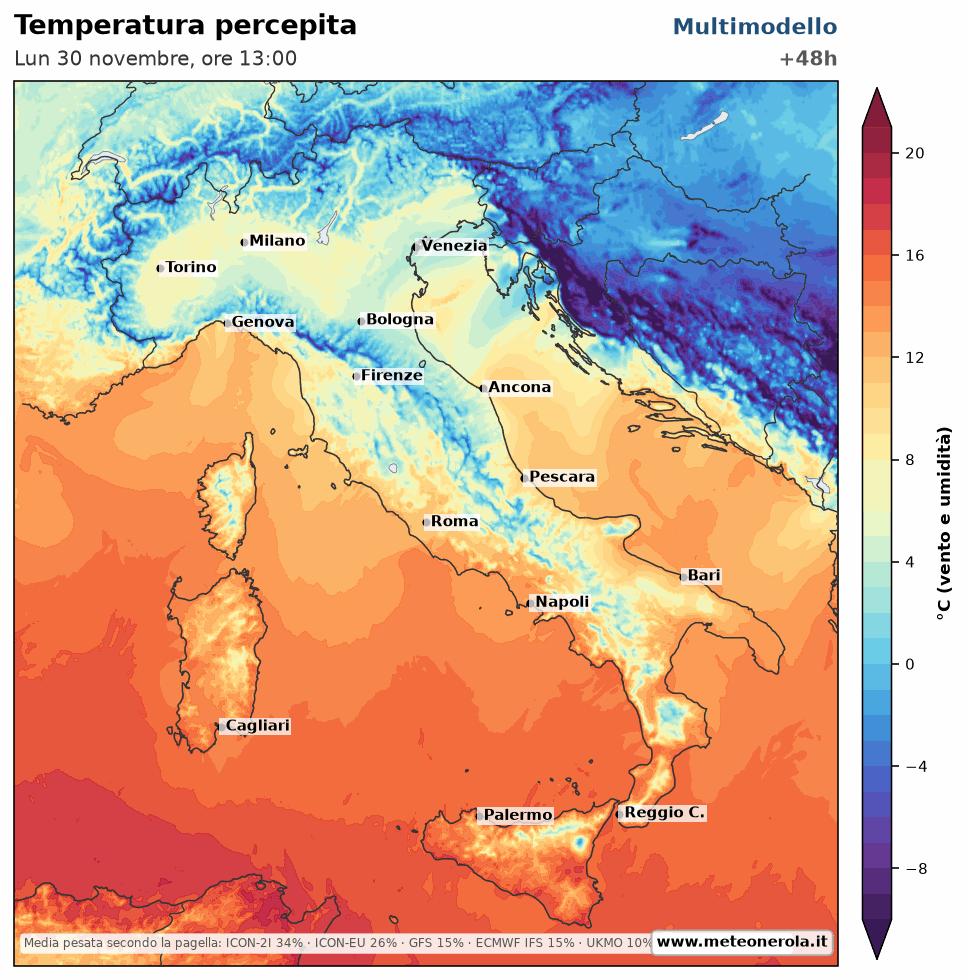 Temperatura percepita
Multimodello
Lun 30 novembre, ore 13:00
+48h
20
16
12
8
4
0
−4
−8
°C (vento e umidità)
Milano
Venezia
Torino
Genova
Bologna
Firenze
Ancona
Pescara
Roma
Bari
Napoli
Cagliari
Palermo
Reggio C.
Media pesata secondo la pagella: ICON-2I 34% · ICON-EU 26% · GFS 15% · ECMWF IFS 15% · UKMO 10%
www.meteonerola.it